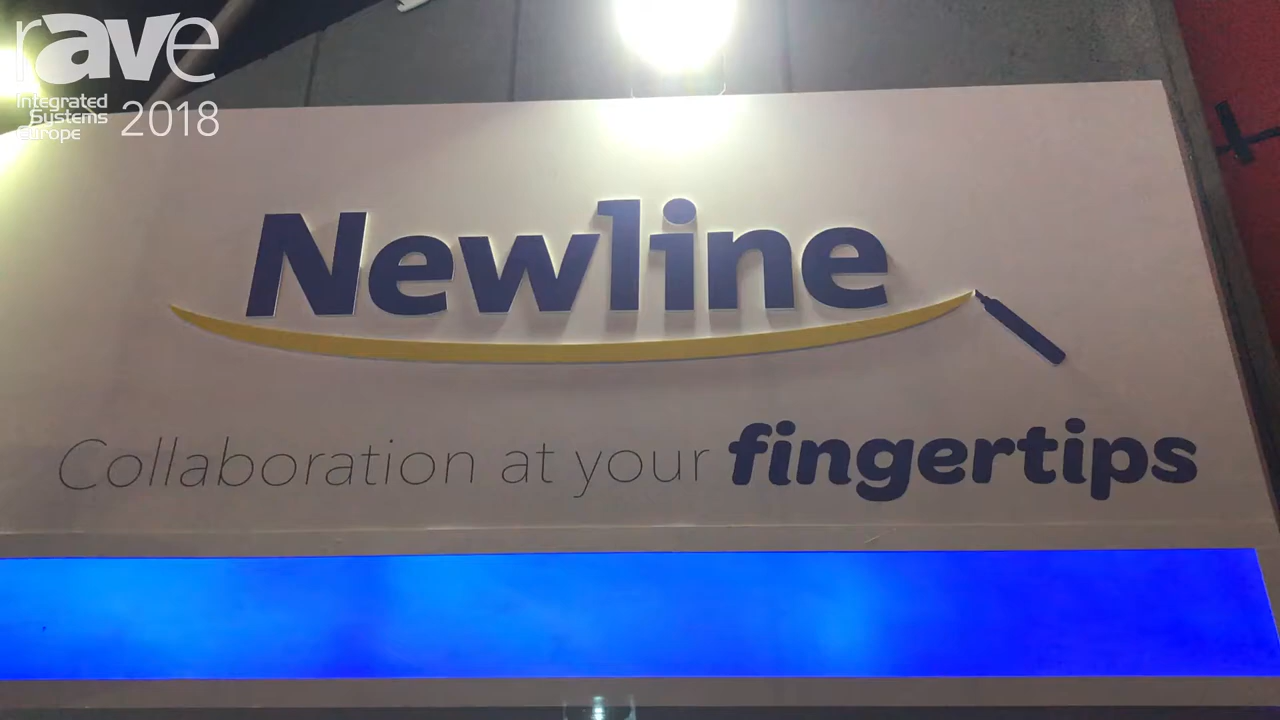 rAVe
Integrated
Systems
Europe
2018
Newline
Collaboration at your fingertips